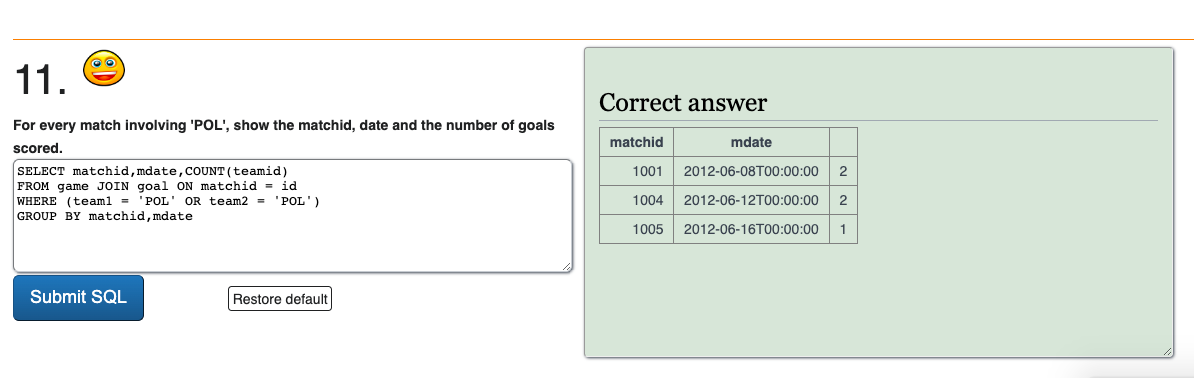 11.
For every match involving 'POL', show the matchid, date and the number of goals
scored.
SELECT matchid,mdate,COUNT(teamid)
FROM game JOIN goal ON matchid = id
WHERE (team1 = 'POL' OR team2 = 'POL')
GROUP BY matchid,mdate
Submit SQL
Restore default
Correct answer
matchid mdate
1001 2012-06-08T00:00:00 2
1004 2012-06-12T00:00:00 2
1005 2012-06-16T00:00:00 1